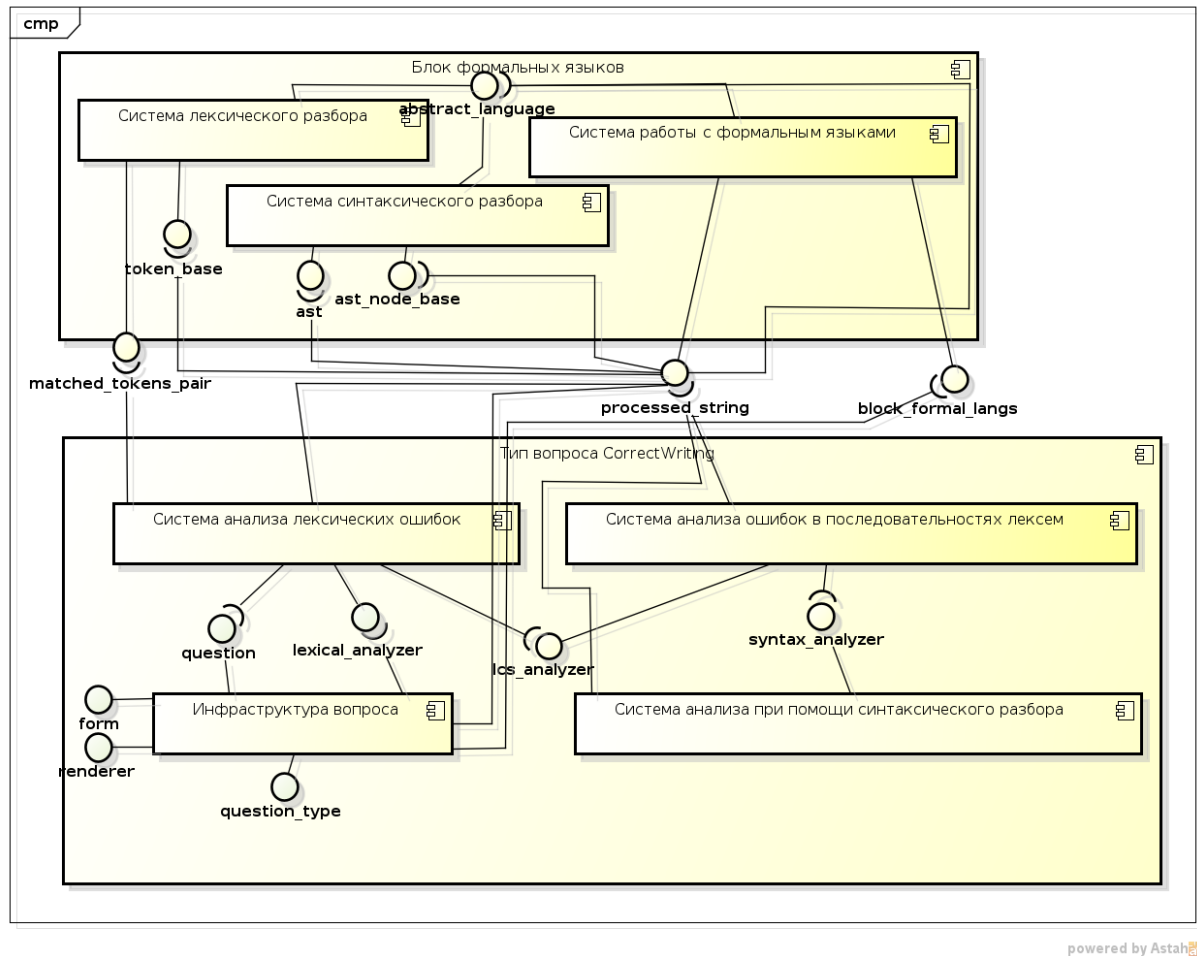 cmp
Блок формальных языков
abstract_language
Система лексического разбора
Система работы с формальным языками
Система синтаксического разбора
token_base
ast_node_base
ast
matched_tokens_pair
processed_string
block_formal_langs
Тип вопроса CorrectWriting
Система анализа лексических ошибок
Система анализа ошибок в последовательностях лексем
question
lexical_analyzer
lcs_analyzer
syntax_analyzer
form
Инфраструктура вопроса
Система анализа при помощи синтаксического разбора
renderer
question_type
powered by Astah